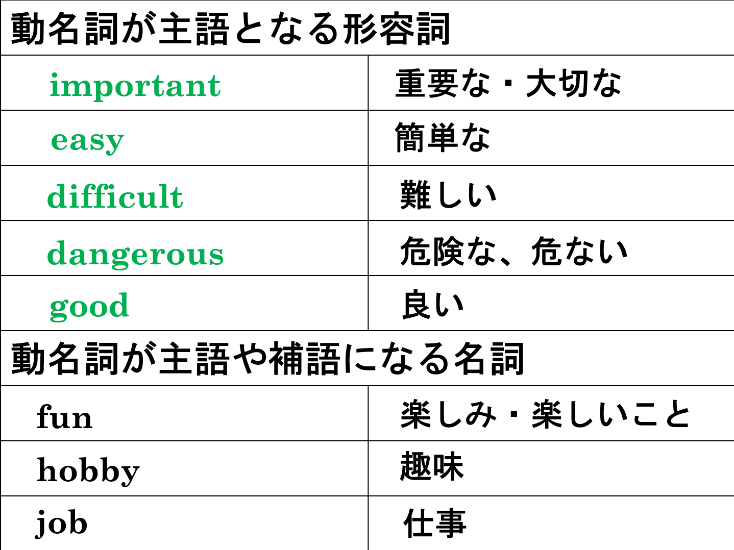 動名詞が主語となる形容詞
important 重要な・大切な
easy 簡単な
difficult 難しい
dangerous 危険な、危ない
good 良い
動名詞が主語や補語になる名詞
fun 楽しみ・楽しいこと
hobby 趣味
job 仕事